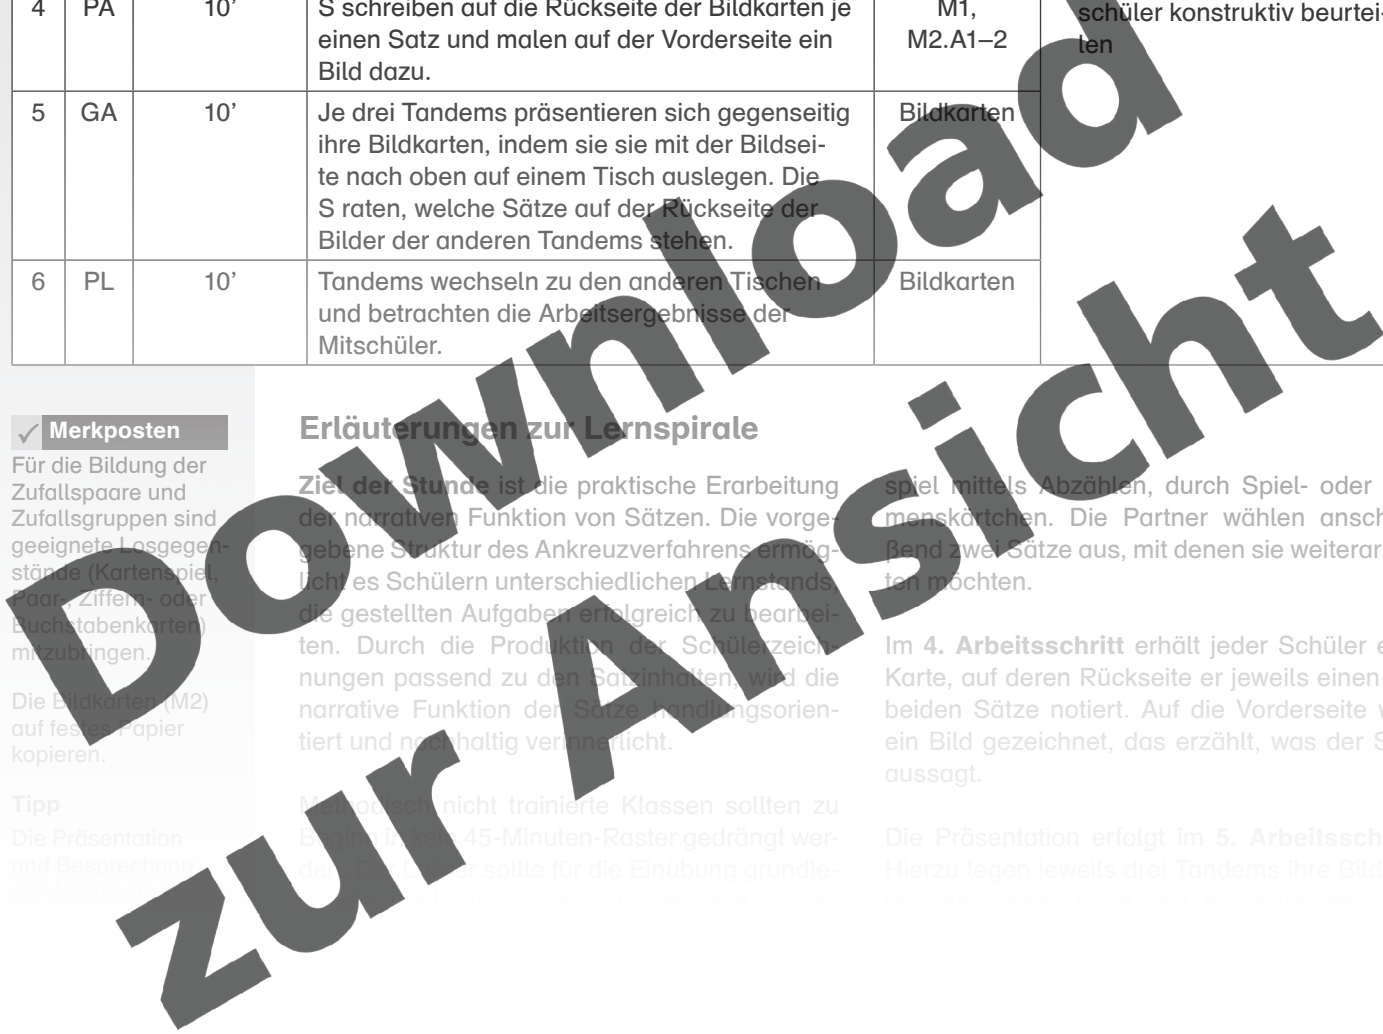 4 PA 10’ S schreiben auf die Rückseite der Bildkarten je
einen Satz und malen auf der Vorderseite ein
Bild dazu.
M1,
M2.A1–2
schüler konstruktiv beurtei-
len
5 GA 10’ Je drei Tandems präsentieren sich gegenseitig
ihre Bildkarten, indem sie sie mit der Bildsei-
te nach oben auf einem Tisch auslegen. Die
S raten, welche Sätze auf der Rückseite der
Bilder der anderen Tandems stehen.
Bildkarten
6 PL 10’ Tandems wechseln zu den anderen Tischen
und betrachten die Arbeitsergebnisse der
Mitschüler.
Bildkarten
✓ Merkposten
Für die Bildung der
Zufallspaare und
Zufallsgruppen sind
geeignete Losgegen-
stände (Kartenspiel,
Paar-, Ziffern- oder
Buchstabenkarten)
mitzubringen.
Die Bildkarten (M2)
auf festes Papier
kopieren.
Tipp
Die Präsentation
und Besprechung
Erläuterungen zur Lernspirale
Ziel der Stunde ist die praktische Erarbeitung
der narrativen Funktion von Sätzen. Die vorge-
gebene Struktur des Ankreuzverfahrens ermög-
licht es Schülern unterschiedlichen Lernstands,
die gestellten Aufgaben erfolgreich zu bearbei-
ten. Durch die Produktion der Schülerzeich-
nungen passend zu den Satzinhalten, wird die
narrative Funktion der Sätze handlungsorien-
tiert und nachhaltig verinnerlicht.
Methodisch nicht trainierte Klassen sollten zu
Beginn in kein 45-Minuten-Raster gedrängt wer-
den. Der Lehrer sollte für die Einübung grundle-
spiel mittels Abzählen, durch Spiel- oder
menskärtchen. Die Partner wählen ansch
ßend zwei Sätze aus, mit denen sie weiterar
ten möchten.
Im 4. Arbeitsschritt erhält jeder Schüler e
Karte, auf deren Rückseite er jeweils einen
beiden Sätze notiert. Auf die Vorderseite w
ein Bild gezeichnet, das erzählt, was der S
aussagt.
Die Präsentation erfolgt im 5. Arbeitssch
Hierzu legen jeweils drei Tandems ihre Bild
Download
zur Ansicht